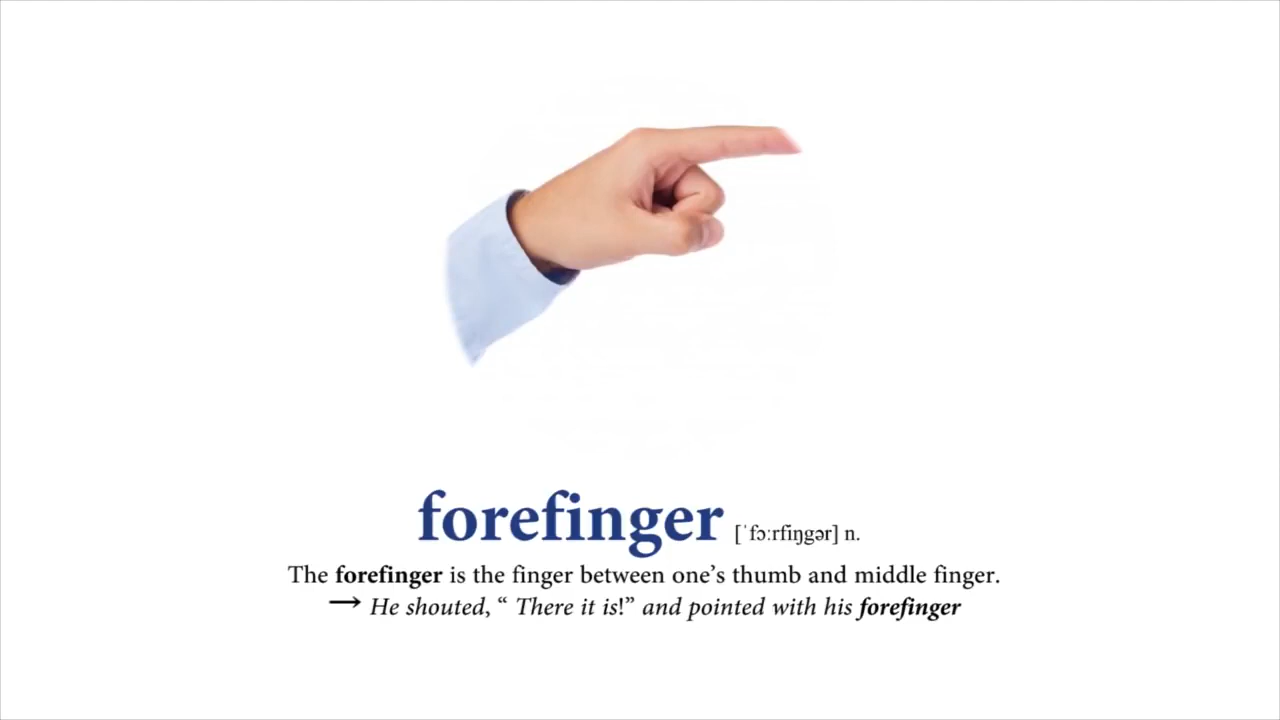 forefinger [ˈfɔːrfiŋgər] n.
The forefinger is the finger between one’s thumb and middle finger.
→ He shouted, “ There it is!” and pointed with his forefinger